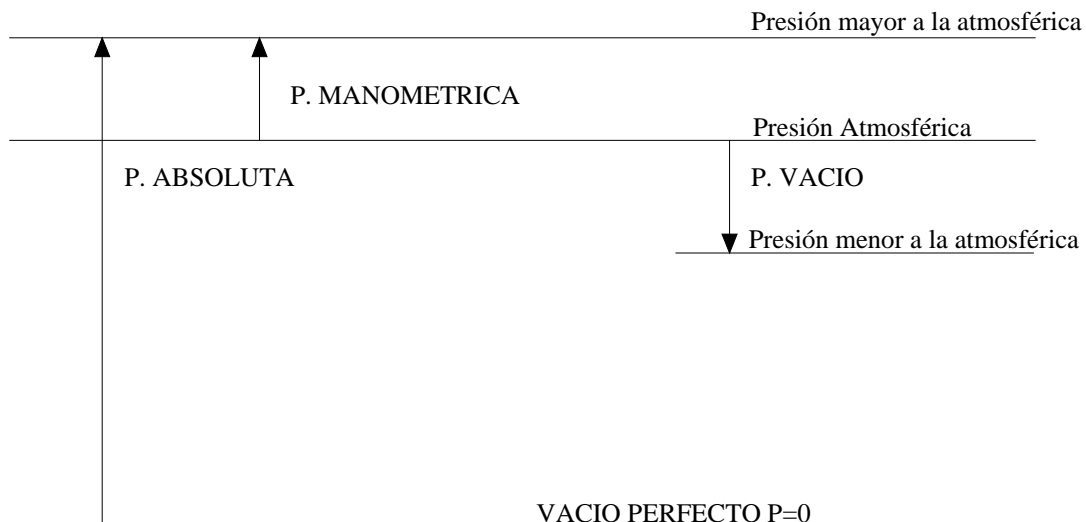 Presión mayor a la atmosférica
P. MANOMETRICA
Presión Atmosférica
P. ABSOLUTA
P. VACIO
Presión menor a la atmosférica
VACIO PERFECTO P=0